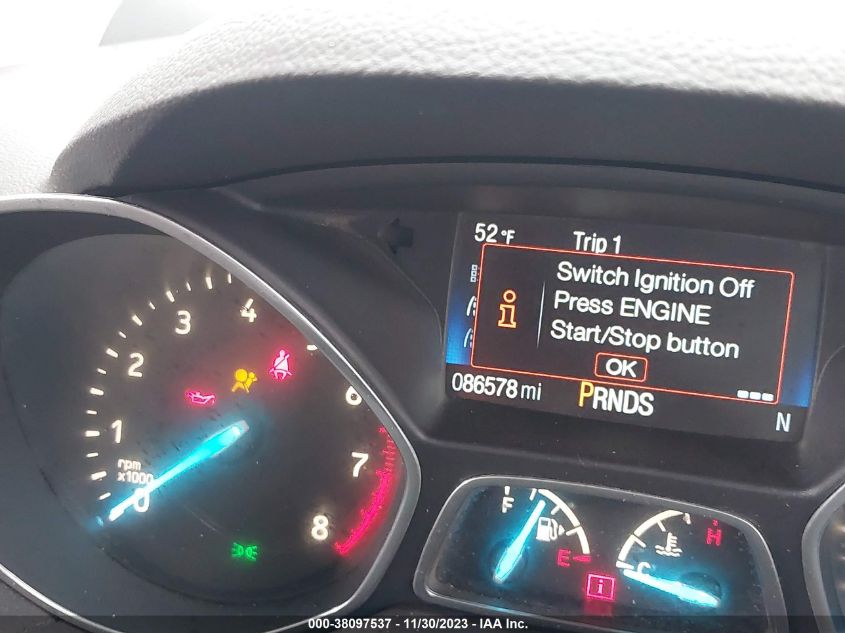 52°F Trip 1
Switch Ignition Off
Press ENGINE
Start/Stop button
OK
086578 mi PRNDS
N
4
3
2
1
0
rpm
x1000
6
7
8
F
E
H
C
i
000-38097537 - 11/30/2023 - IAA Inc.